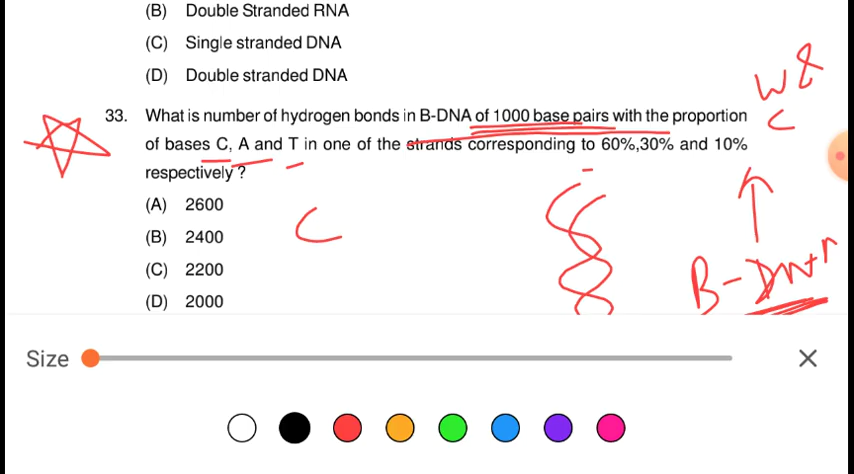 (B) Double Stranded RNA
(C) Single stranded DNA
(D) Double stranded DNA
W &
C
33. What is number of hydrogen bonds in B-DNA of 1000 base pairs with the proportion
of bases C, A and T in one of the strands corresponding to 60%,30% and 10%
respectively ?
(A) 2600
(B) 2400
(C) 2200
(D) 2000
C
Size